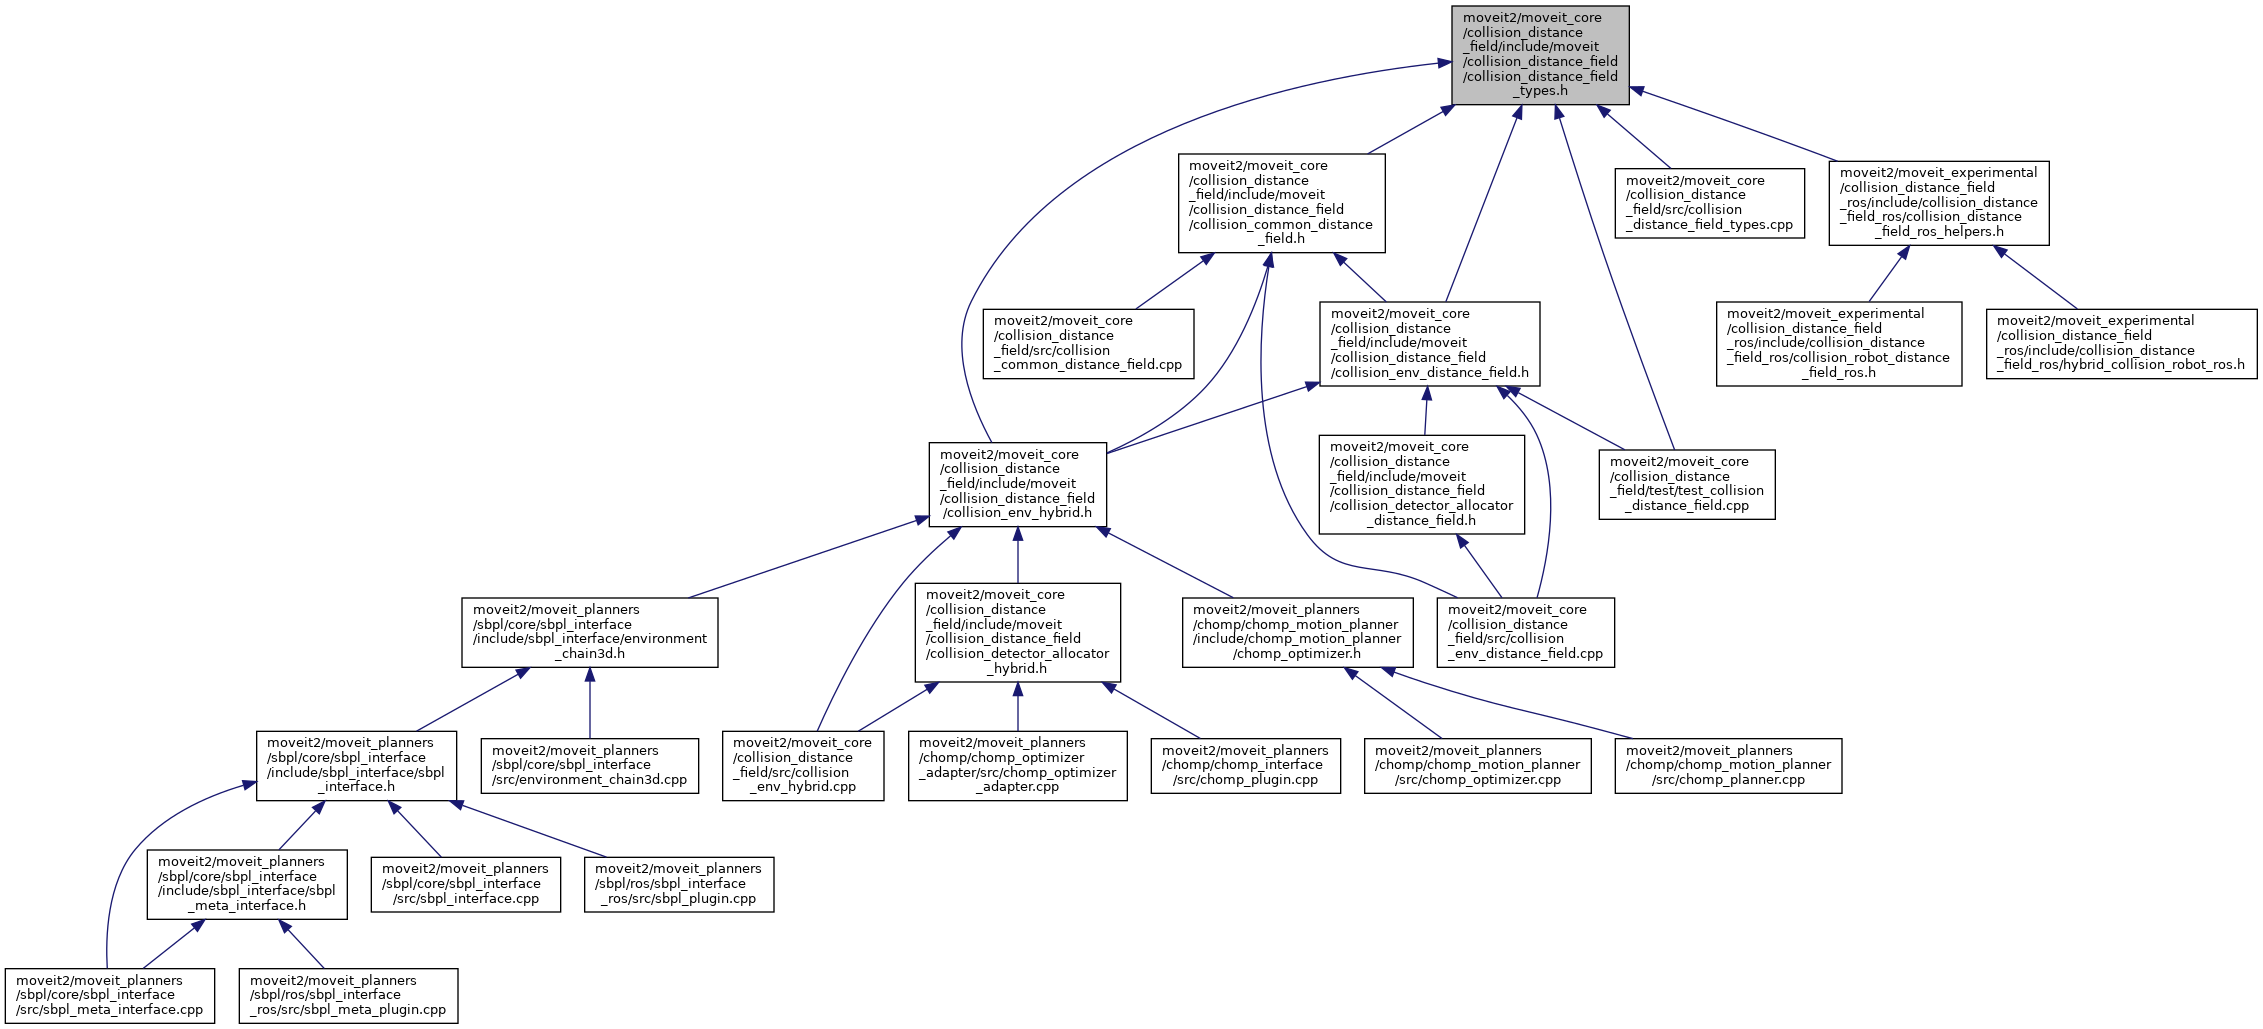 moveit2/moveit_core
/collision_distance
_field/include/moveit
/collision_distance_field
/collision_distance_field
_types.h
moveit2/moveit_core
/collision_distance
_field/include/moveit
/collision_distance_field
/collision_common_distance
_field.h
moveit2/moveit_core
/collision_distance
_field/src/collision
_distance_field_types.cpp
moveit2/moveit_experimental
/collision_distance_field
_ros/include/collision_distance
_field_ros/collision_distance
_field_ros_helpers.h
moveit2/moveit_core
/collision_distance
_field/src/collision
_common_distance_field.cpp
moveit2/moveit_core
/collision_distance
_field/include/moveit
/collision_distance_field
/collision_env_distance_field.h
moveit2/moveit_experimental
/collision_distance_field
_ros/include/collision_distance
_field_ros/collision_robot_distance
_field_ros.h
moveit2/moveit_experimental
/collision_distance_field
_ros/include/collision_distance
_field_ros/hybrid_collision_robot_ros.h
moveit2/moveit_core
/collision_distance
_field/include/moveit
/collision_distance_field
/collision_env_hybrid.h
moveit2/moveit_core
/collision_distance
_field/include/moveit
/collision_distance_field
/collision_detector_allocator
_distance_field.h
moveit2/moveit_core
/collision_distance
_field/test/test_collision
_distance_field.cpp
moveit2/moveit_planners
/sbpl/core/sbpl_interface
/include/sbpl_interface/environment
_chain3d.h
moveit2/moveit_core
/collision_distance
_field/include/moveit
/collision_distance_field
/collision_detector_allocator
_hybrid.h
moveit2/moveit_planners
/chomp/chomp_motion_planner
/include/chomp_motion_planner
/chomp_optimizer.h
moveit2/moveit_core
/collision_distance
_field/src/collision
_env_distance_field.cpp
moveit2/moveit_planners
/sbpl/core/sbpl_interface
/include/sbpl_interface/sbpl
_interface.h
moveit2/moveit_planners
/sbpl/core/sbpl_interface
/src/environment_chain3d.cpp
moveit2/moveit_core
/collision_distance
_field/src/collision
_env_hybrid.cpp
moveit2/moveit_planners
/chomp/chomp_optimizer
_adapter/src/chomp_optimizer
_adapter.cpp
moveit2/moveit_planners
/chomp/chomp_interface
/src/chomp_plugin.cpp
moveit2/moveit_planners
/chomp/chomp_motion_planner
/src/chomp_optimizer.cpp
moveit2/moveit_planners
/chomp/chomp_motion_planner
/src/chomp_planner.cpp
moveit2/moveit_planners
/sbpl/core/sbpl_interface
/include/sbpl_interface/sbpl
_meta_interface.h
moveit2/moveit_planners
/sbpl/core/sbpl_interface
/src/sbpl_interface.cpp
moveit2/moveit_planners
/sbpl/ros/sbpl_interface
_ros/src/sbpl_plugin.cpp
moveit2/moveit_planners
/sbpl/core/sbpl_interface
/src/sbpl_meta_interface.cpp
moveit2/moveit_planners
/sbpl/ros/sbpl_interface
_ros/src/sbpl_meta_plugin.cpp